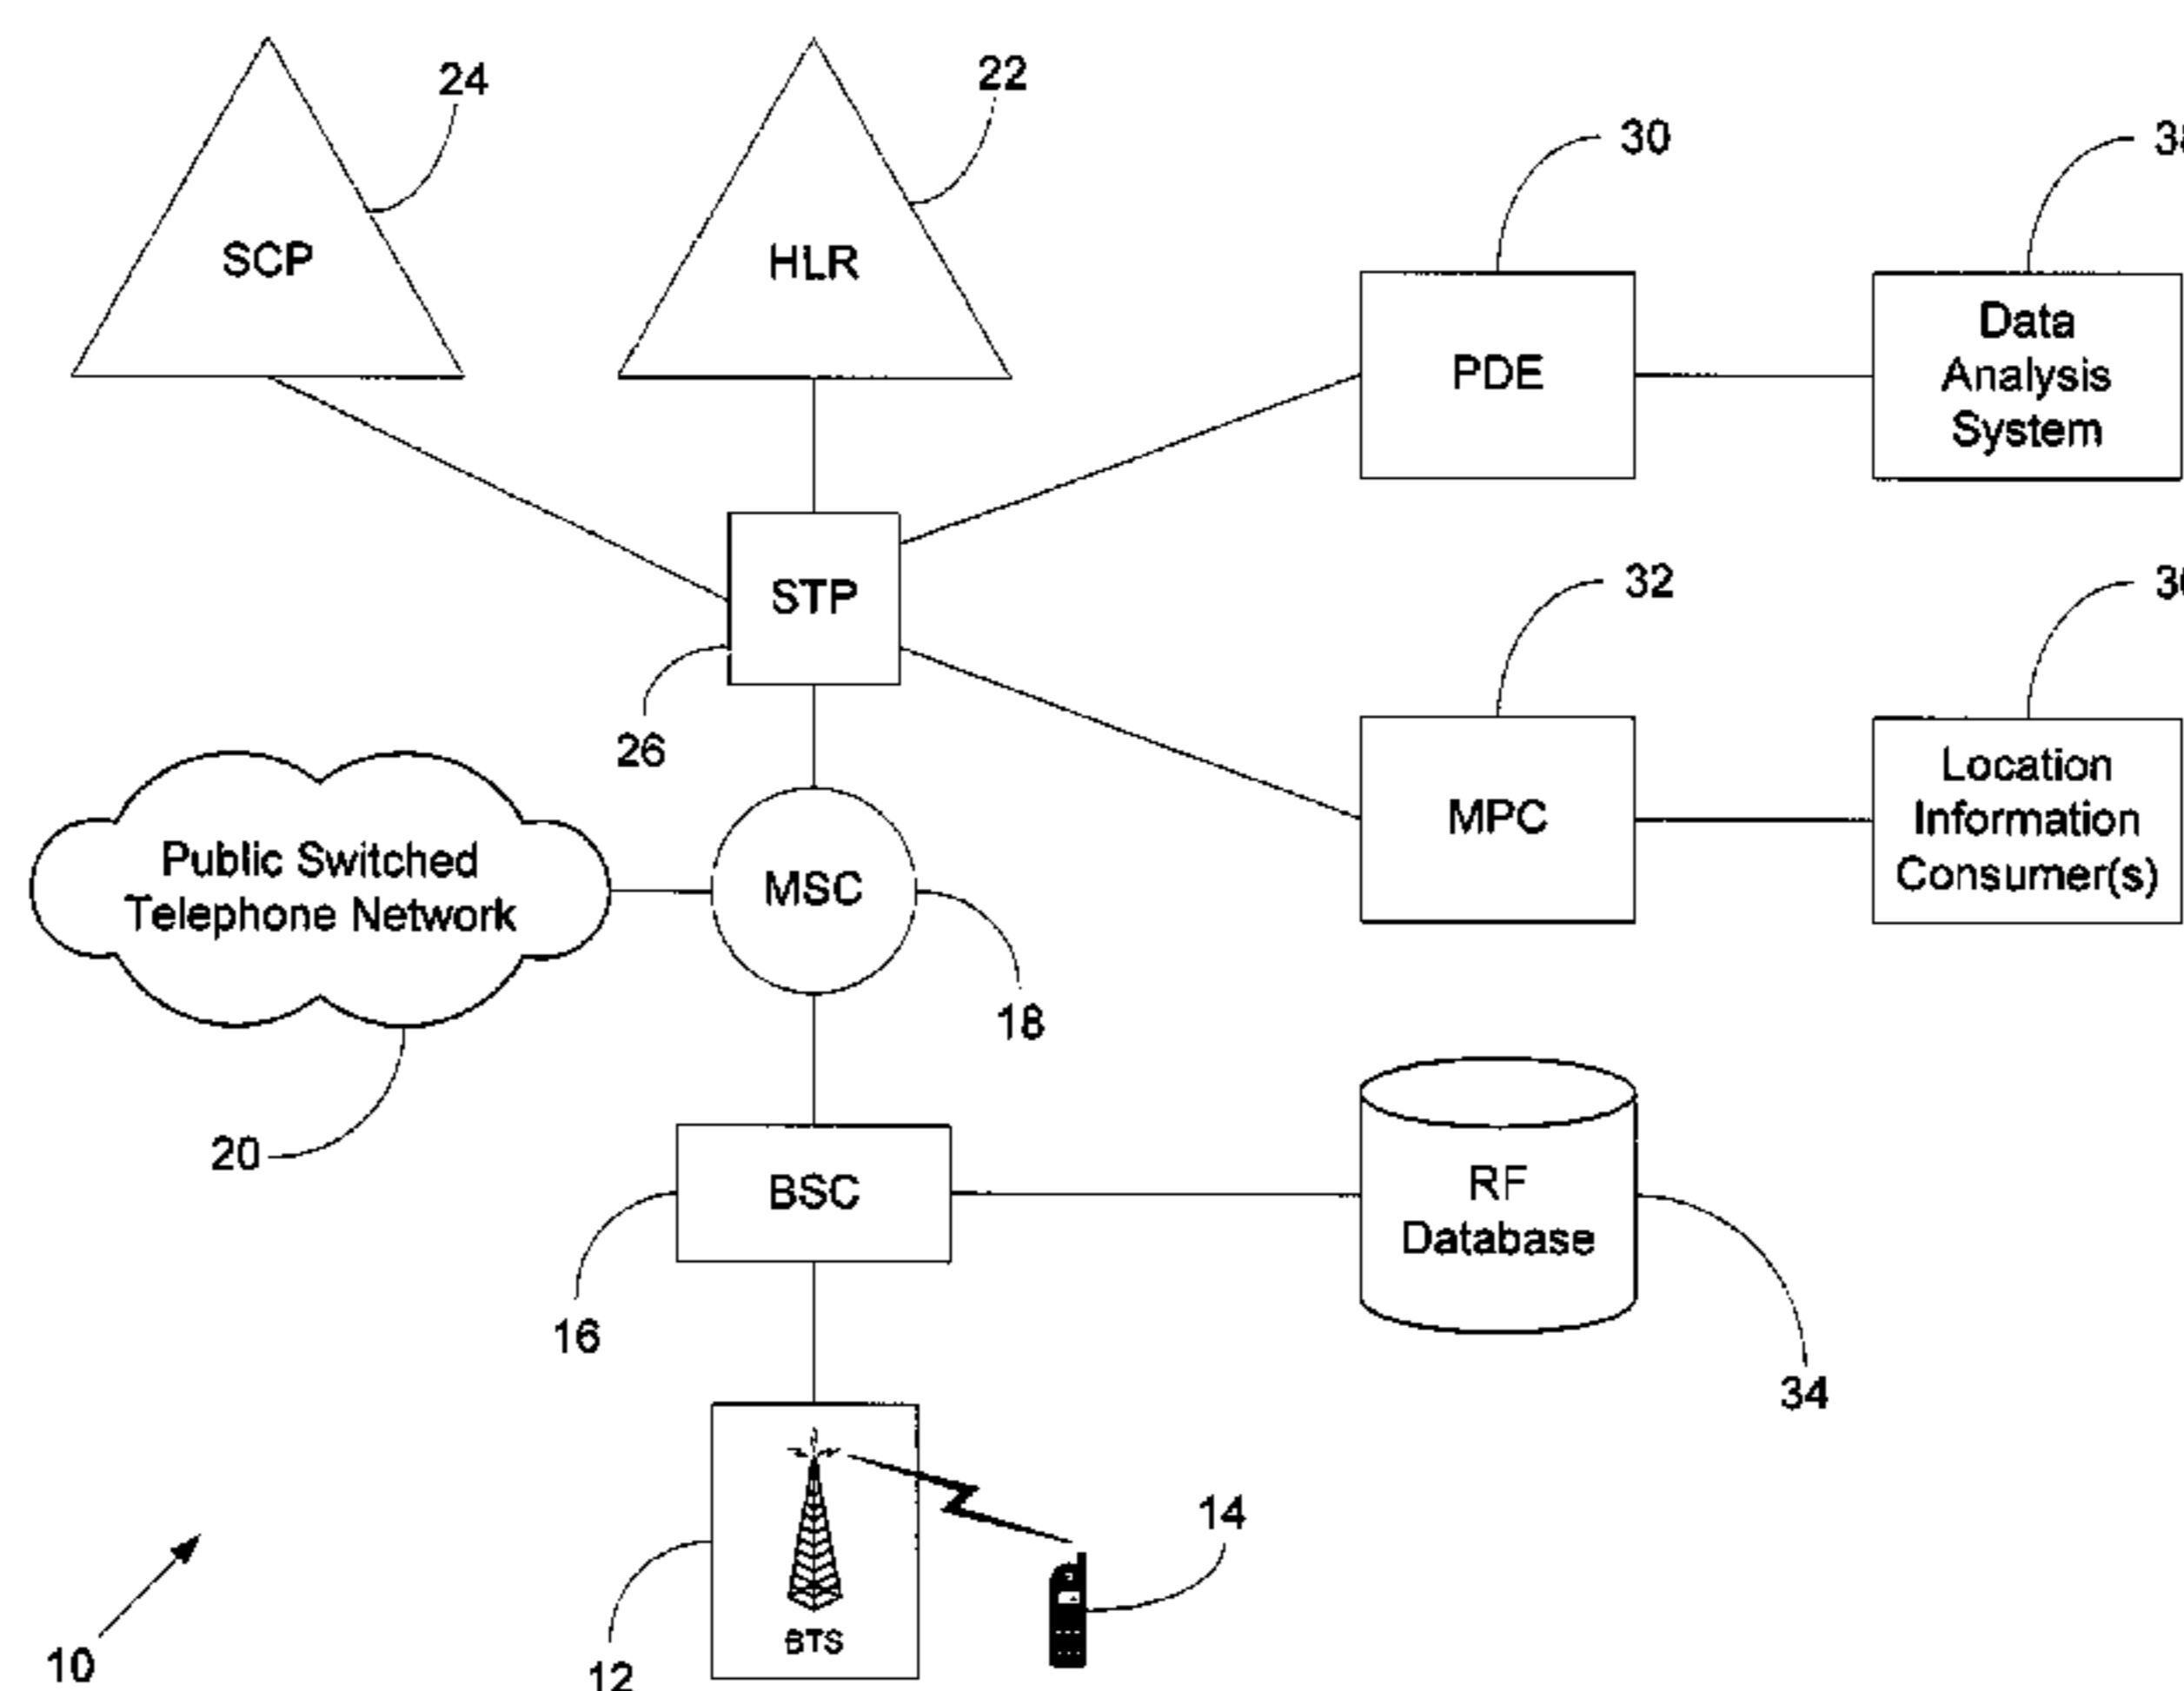 24
22
30
SCP
HLR
PDE
Data
Analysis
System
STP
32
26
MPC
Location
Information
Consumer(s)
Public Switched
Telephone Network
MSC
18
20
BSC
RF
Database
16
34
14
BTS
10
12